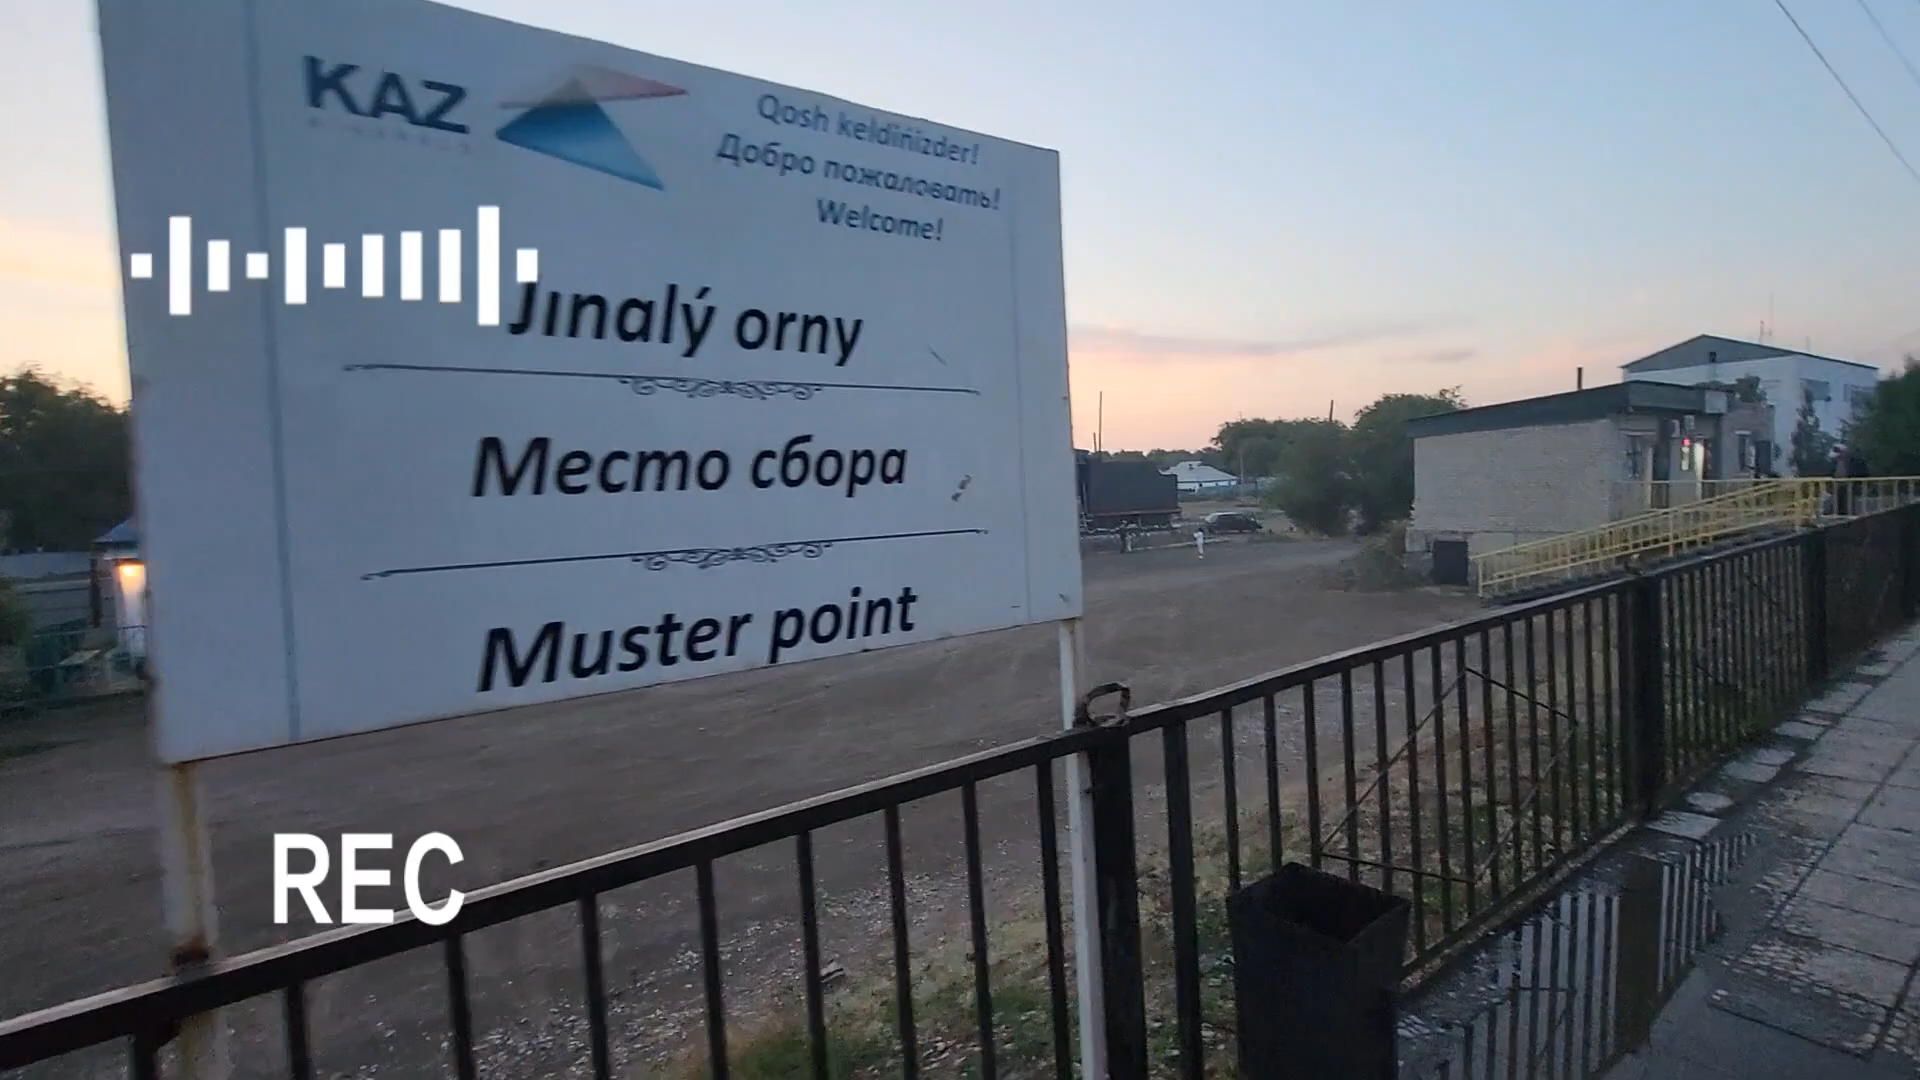 KAZ
Qosh keldińizder!
Добро пожаловать!
Welcome!
Jınalý orny
Место сбора
Muster point
REC